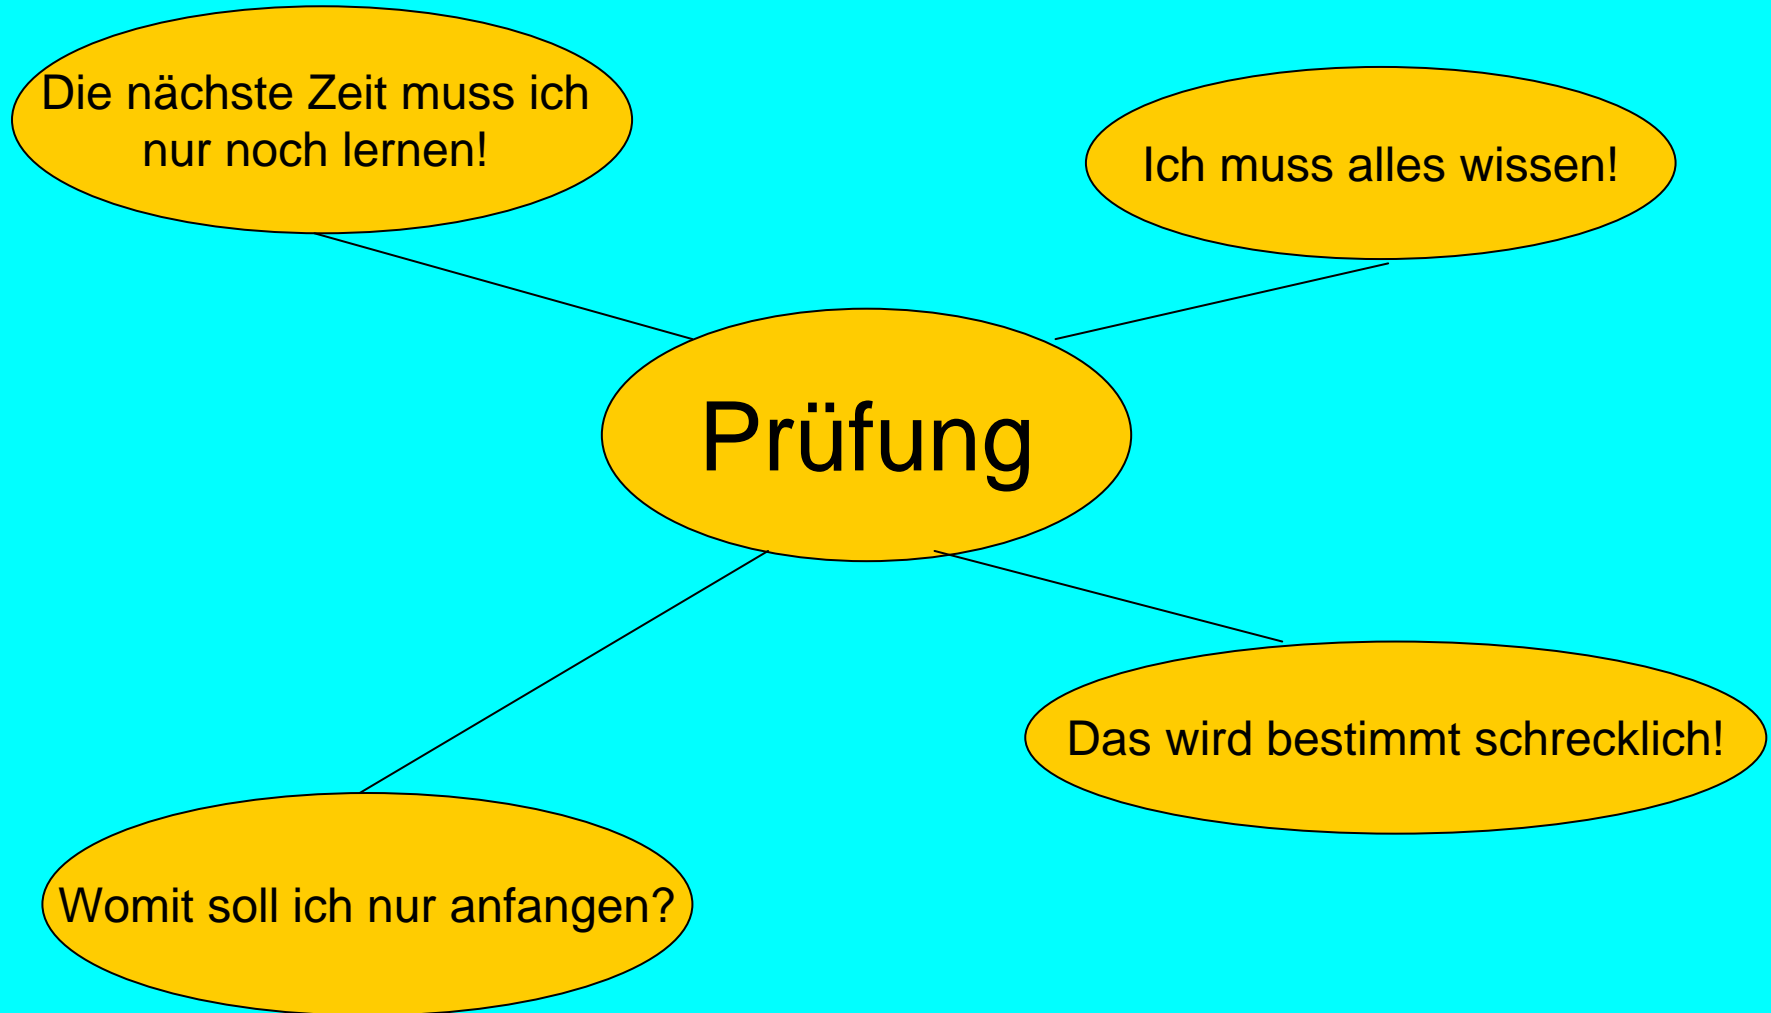 Die nächste Zeit muss ich
nur noch lernen!
Ich muss alles wissen!
Prüfung
Das wird bestimmt schrecklich!
Womit soll ich nur anfangen?